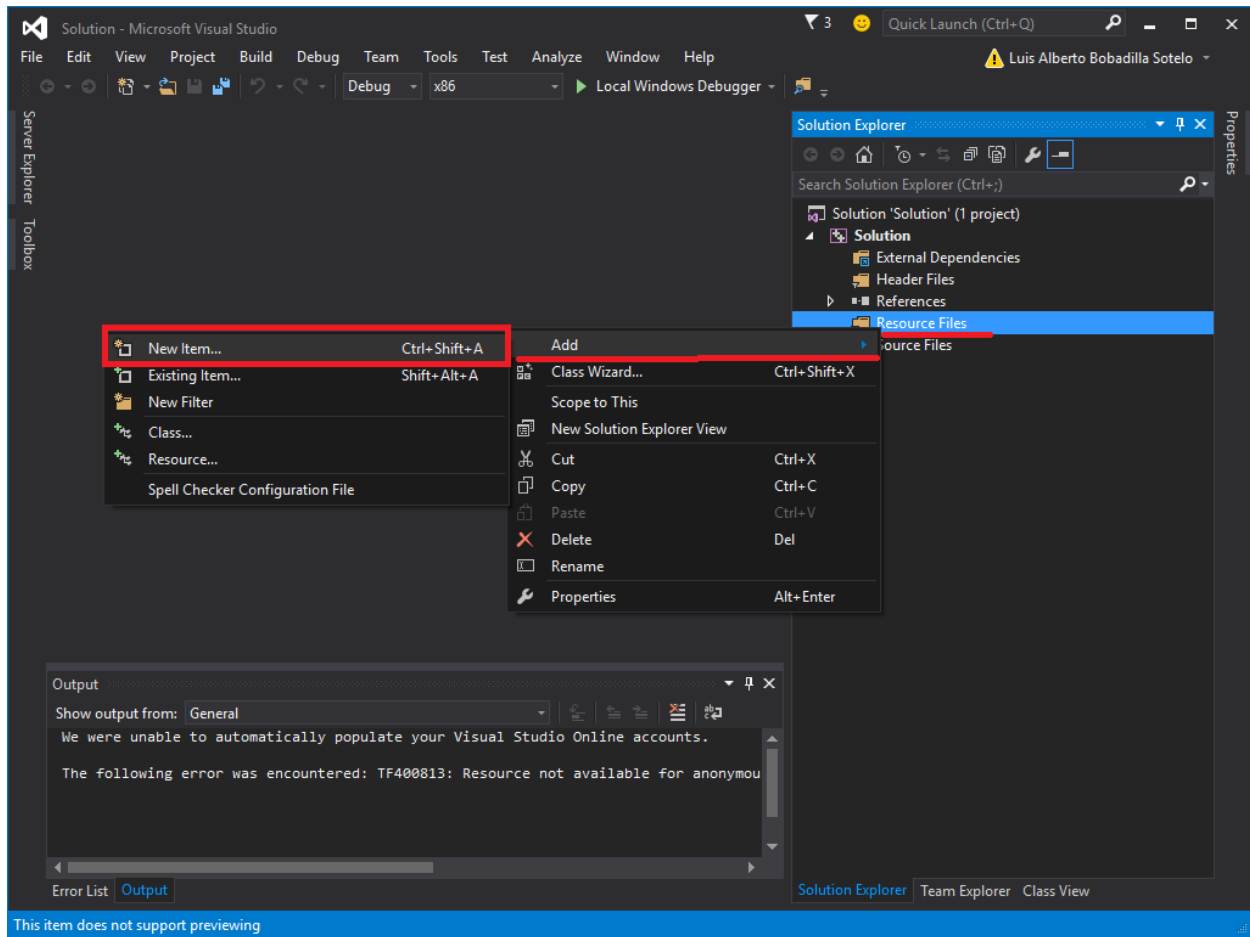 Solution - Microsoft Visual Studio
3
Quick Launch (Ctrl+Q)
File Edit View Project Build Debug Team Tools Test Analyze Window Help
Luis Alberto Bobadilla Sotelo
Debug x86 Local Windows Debugger
Server Explorer
Toolbox
Solution Explorer
Search Solution Explorer (Ctrl+;)
Solution 'Solution' (1 project)
Solution
External Dependencies
Header Files
References
Resource Files
ource Files
Properties
New Item... Ctrl+Shift+A
Existing Item... Shift+Alt+A
New Filter
Class...
Resource...
Spell Checker Configuration File
Add
Class Wizard... Ctrl+Shift+X
Scope to This
New Solution Explorer View
Cut Ctrl+X
Copy Ctrl+C
Paste Ctrl+V
Delete Del
Rename
Properties Alt+Enter
Output
Show output from: General
We were unable to automatically populate your Visual Studio Online accounts.
The following error was encountered: TF400813: Resource not available for anonymou
Error List Output
Solution Explorer Team Explorer Class View
This item does not support previewing